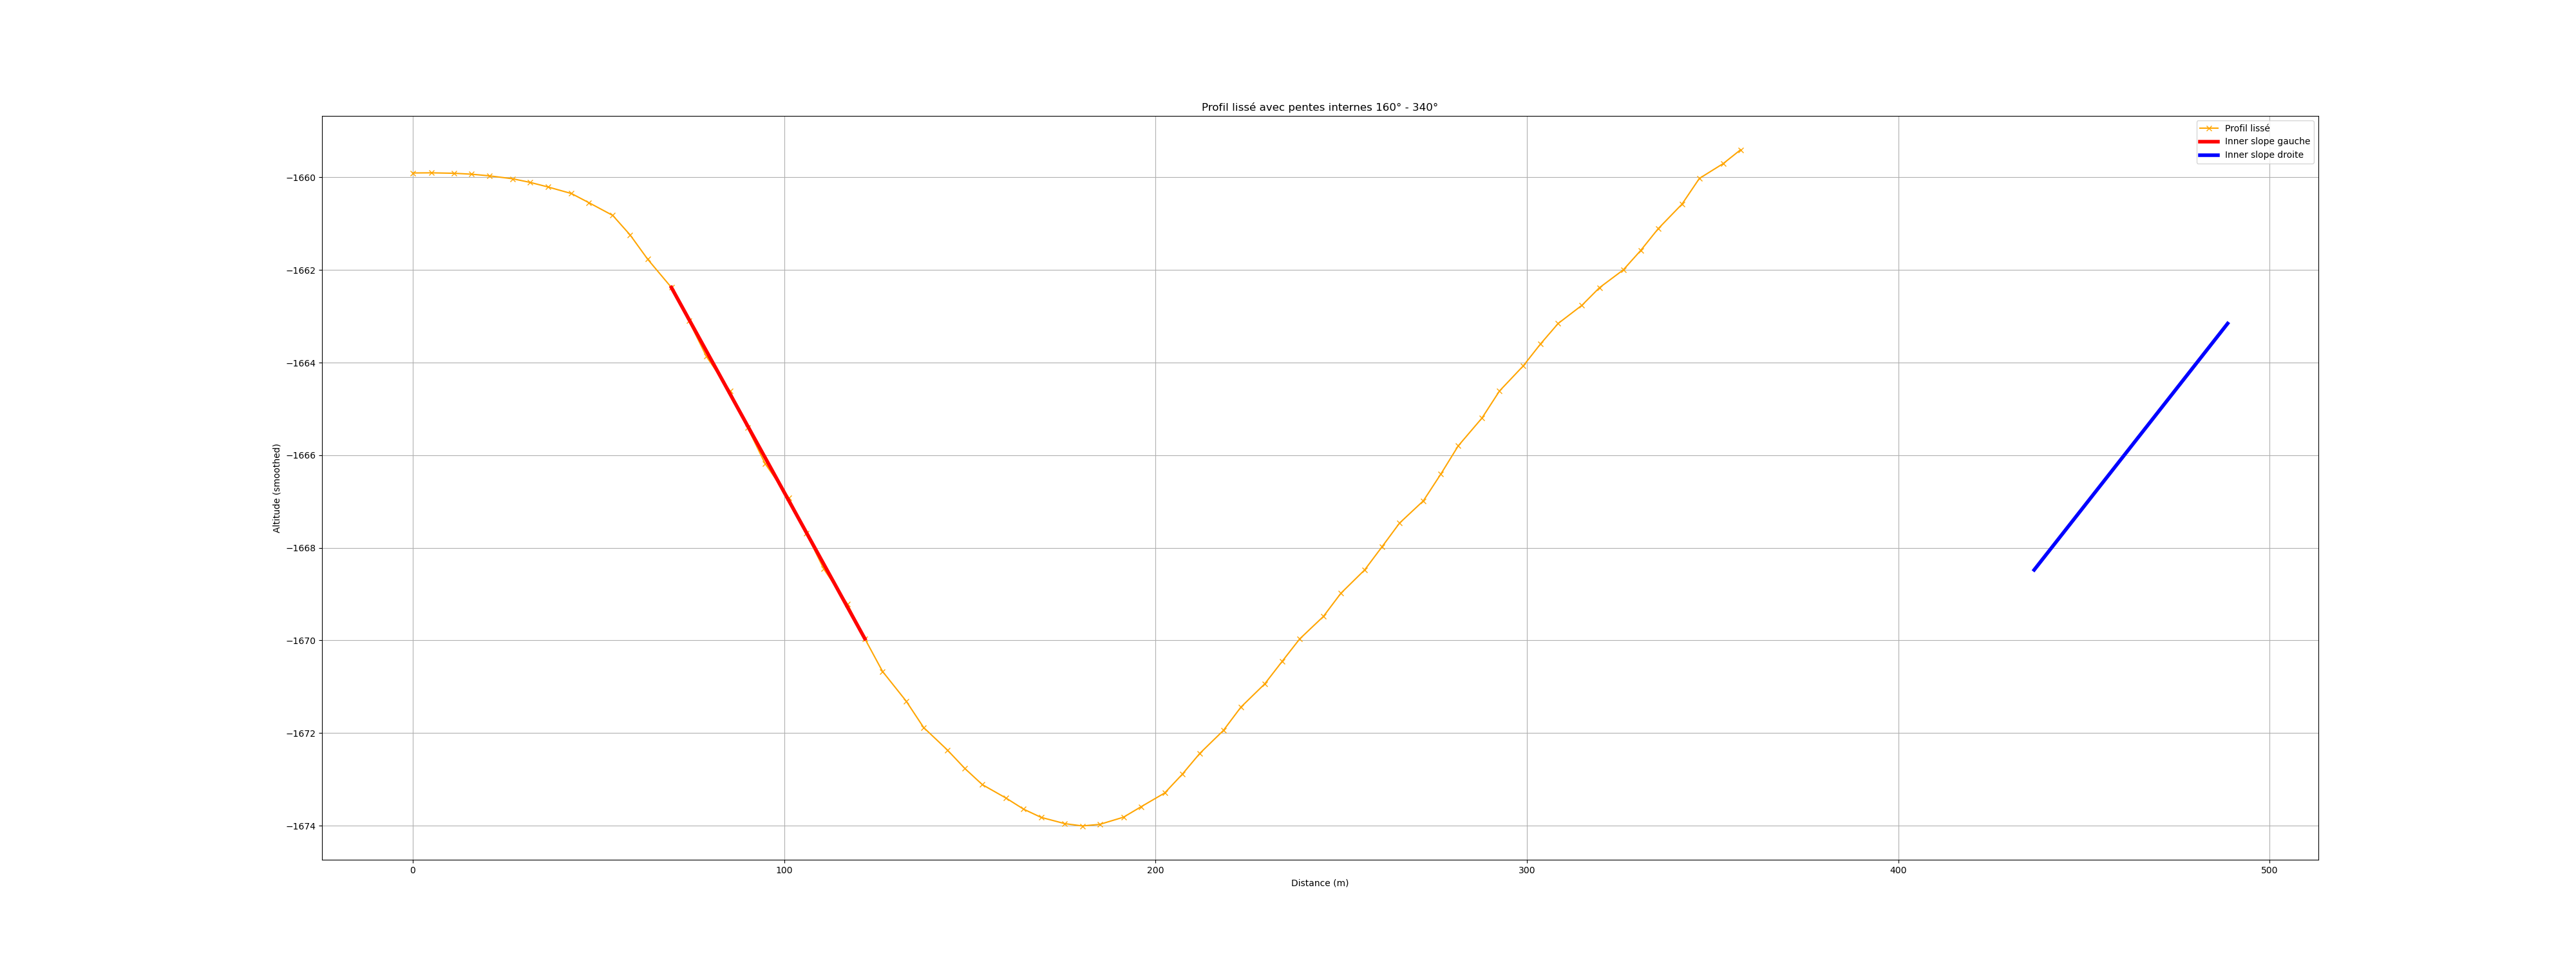 Profil lissé avec pentes internes 160° - 340°
Profil lissé
Inner slope gauche
Inner slope droite
Altitude (smoothed)
−1660
−1662
−1664
−1666
−1668
−1670
−1672
−1674
0
100
200
300
400
500
Distance (m)